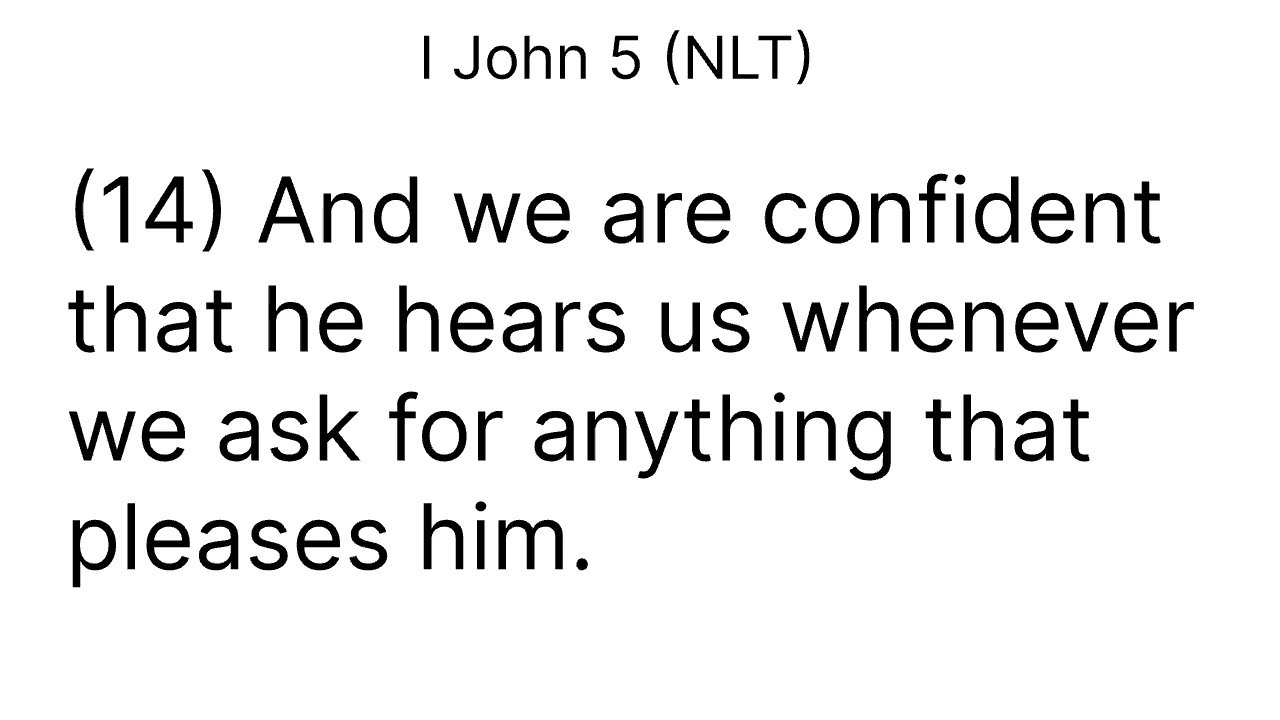 I John 5 (NLT)
(14) And we are confident
that he hears us whenever
we ask for anything that
pleases him.